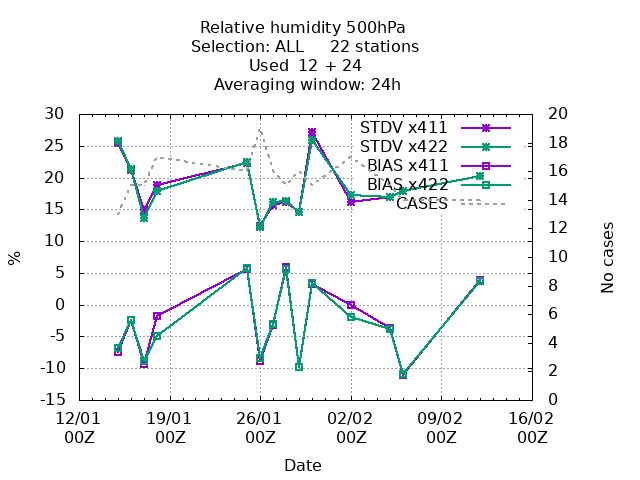 Relative humidity 500hPa
Selection: ALL     22 stations
Used  12 + 24
Averaging window: 24h
30
25
20
15
10
5
0
-5
-10
-15
%
20
18
16
14
12
10
8
6
4
2
0
No cases
STDV x411
STDV x422
BIAS x411
BIAS x422
CASES
12/01 19/01 26/01 02/02 09/02 16/02
00Z 00Z 00Z 00Z 00Z 00Z
Date